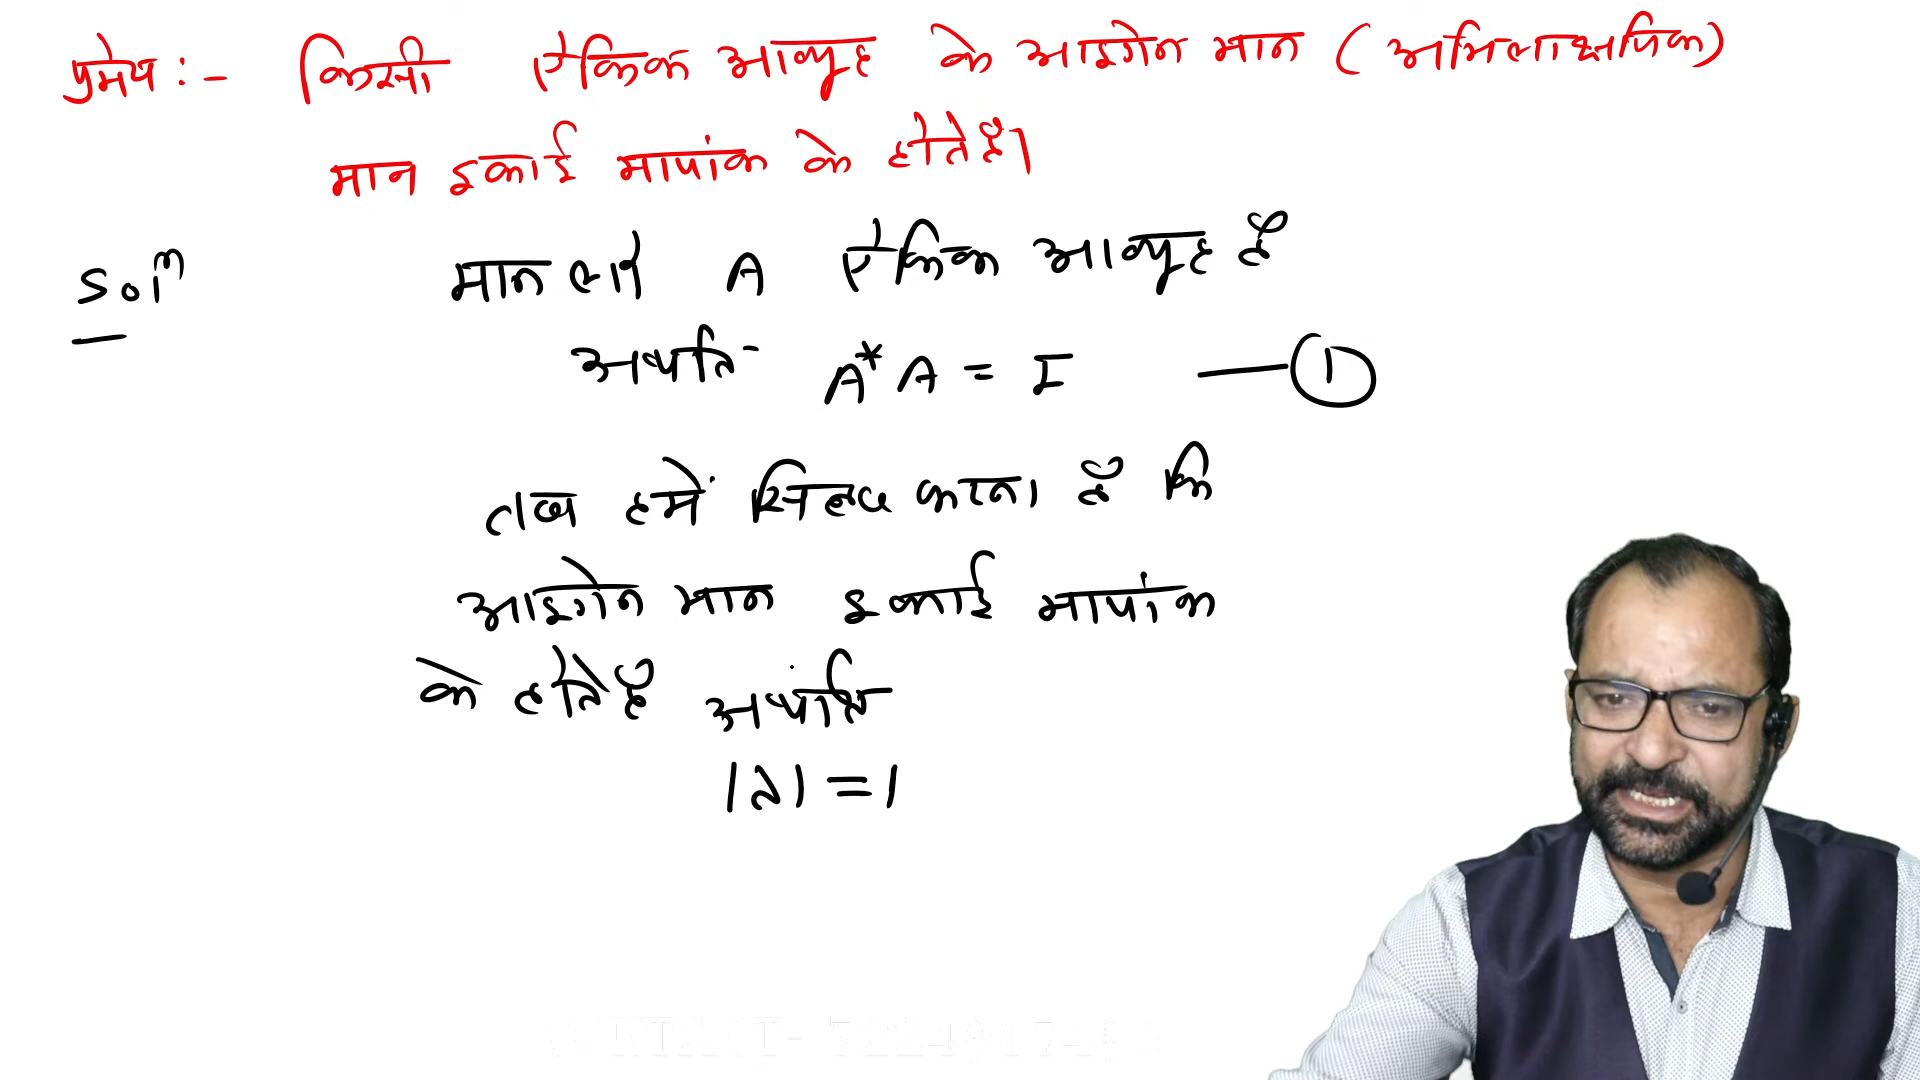 प्रमेय :- किसी ऐकिक आव्यूह के आइगेन मान ( अभिलाक्षणिक)
मान इकाई मापांक के होते है।
Solⁿ मान लो A ऐकिक आव्यूह है
अर्थात A* A = I —①
तब हमें सिद्ध करना है कि
आइगेन मान इकाई मापांक
के होते है अर्थात
|λ| = 1